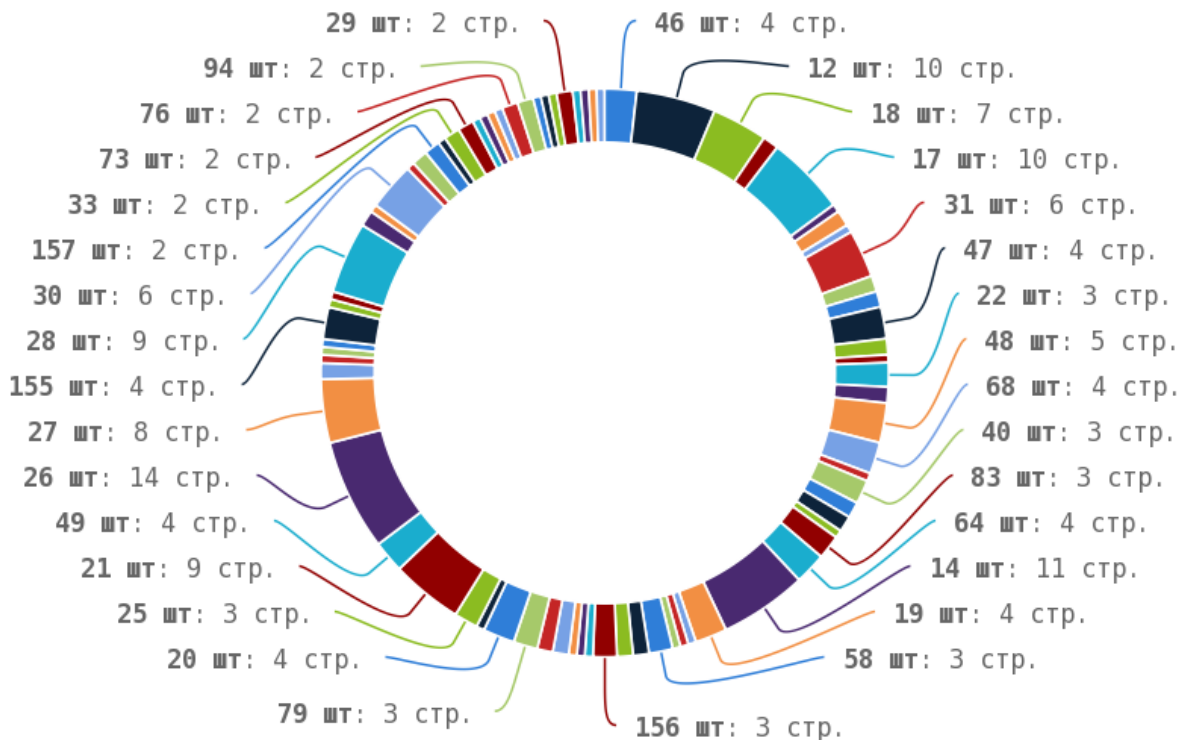 29 шт: 2 стр.
46 шт: 4 стр.
94 шт: 2 стр.
12 шт: 10 стр.
76 шт: 2 стр.
18 шт: 7 стр.
73 шт: 2 стр.
17 шт: 10 стр.
33 шт: 2 стр.
31 шт: 6 стр.
157 шт: 2 стр.
47 шт: 4 стр.
30 шт: 6 стр.
22 шт: 3 стр.
28 шт: 9 стр.
48 шт: 5 стр.
155 шт: 4 стр.
68 шт: 4 стр.
27 шт: 8 стр.
40 шт: 3 стр.
26 шт: 14 стр.
83 шт: 3 стр.
49 шт: 4 стр.
64 шт: 4 стр.
21 шт: 9 стр.
14 шт: 11 стр.
25 шт: 3 стр.
19 шт: 4 стр.
20 шт: 4 стр.
58 шт: 3 стр.
79 шт: 3 стр.
156 шт: 3 стр.